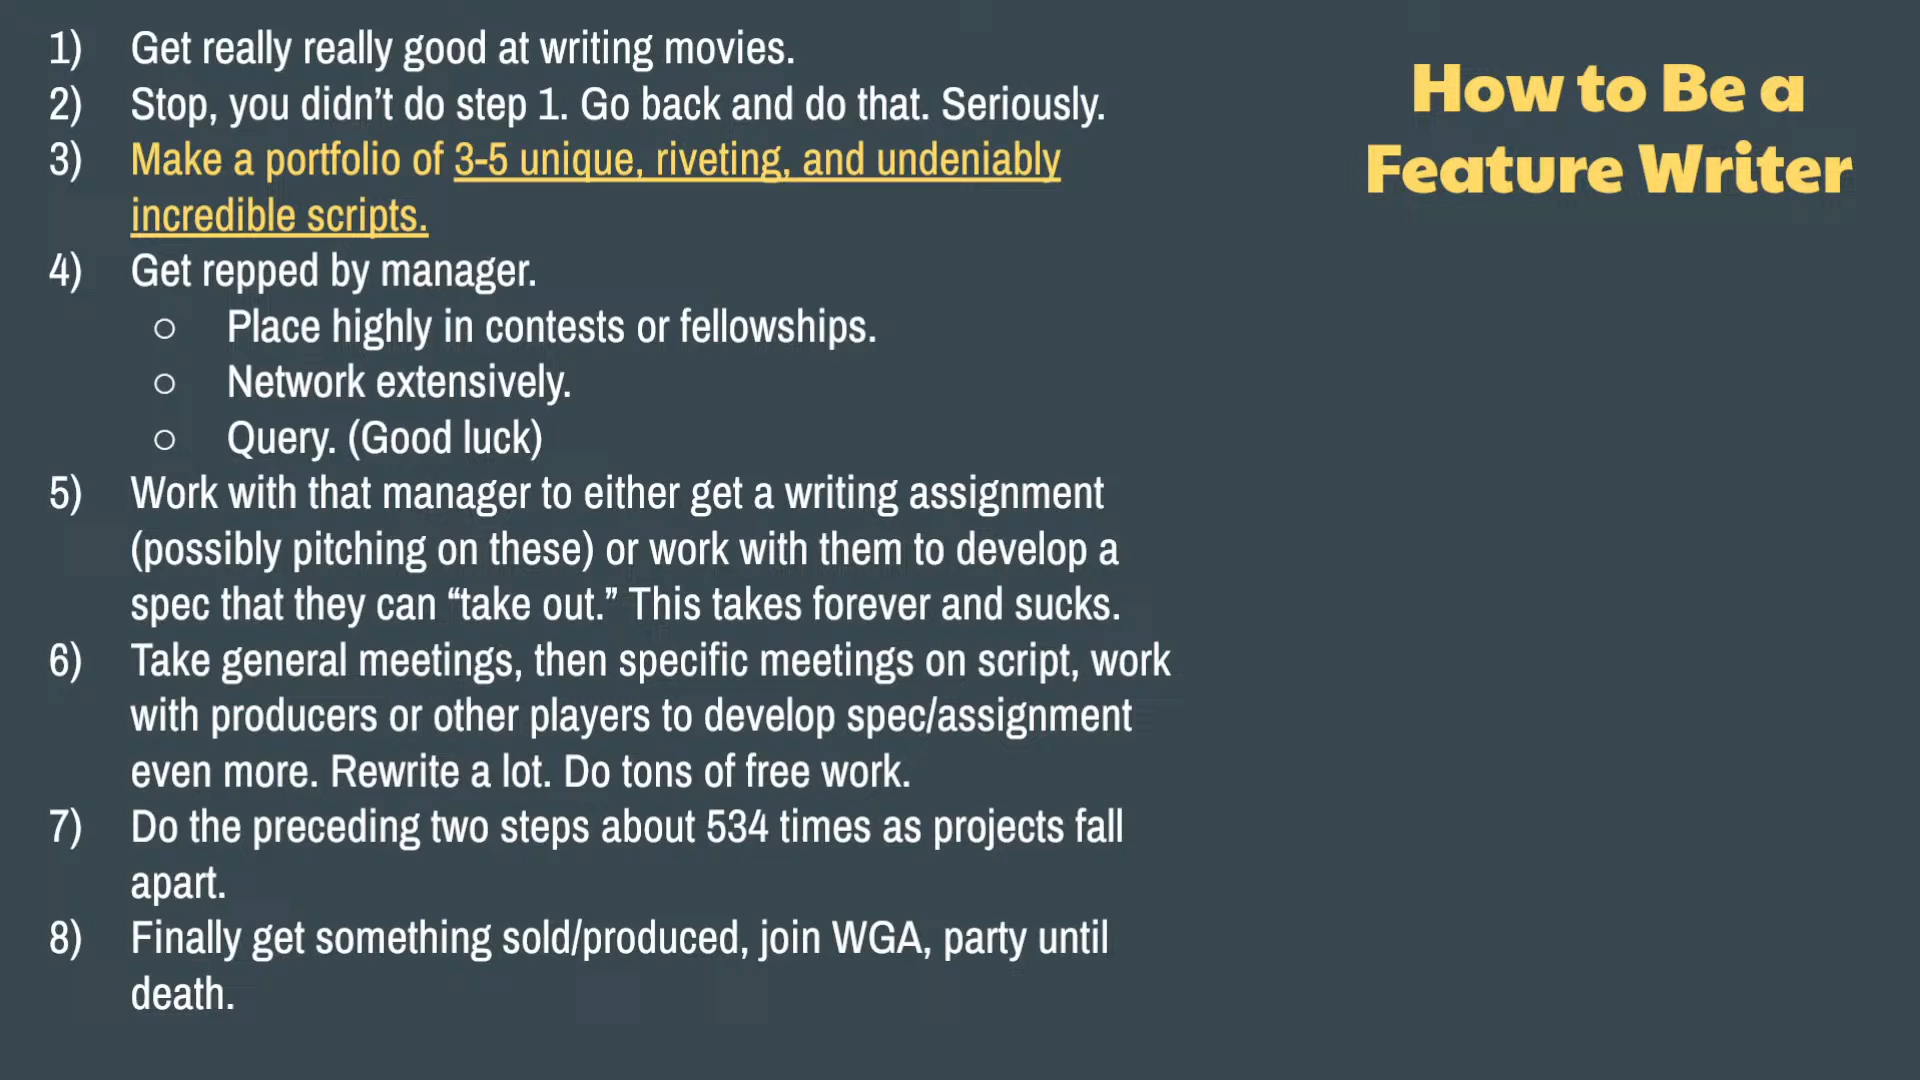 How to Be a
Feature Writer
1) Get really really good at writing movies.
2) Stop, you didn’t do step 1. Go back and do that. Seriously.
3) Make a portfolio of 3-5 unique, riveting, and undeniably
incredible scripts.
4) Get repped by manager.
○ Place highly in contests or fellowships.
○ Network extensively.
○ Query. (Good luck)
5) Work with that manager to either get a writing assignment
(possibly pitching on these) or work with them to develop a
spec that they can “take out.” This takes forever and sucks.
6) Take general meetings, then specific meetings on script, work
with producers or other players to develop spec/assignment
even more. Rewrite a lot. Do tons of free work.
7) Do the preceding two steps about 534 times as projects fall
apart.
8) Finally get something sold/produced, join WGA, party until
death.